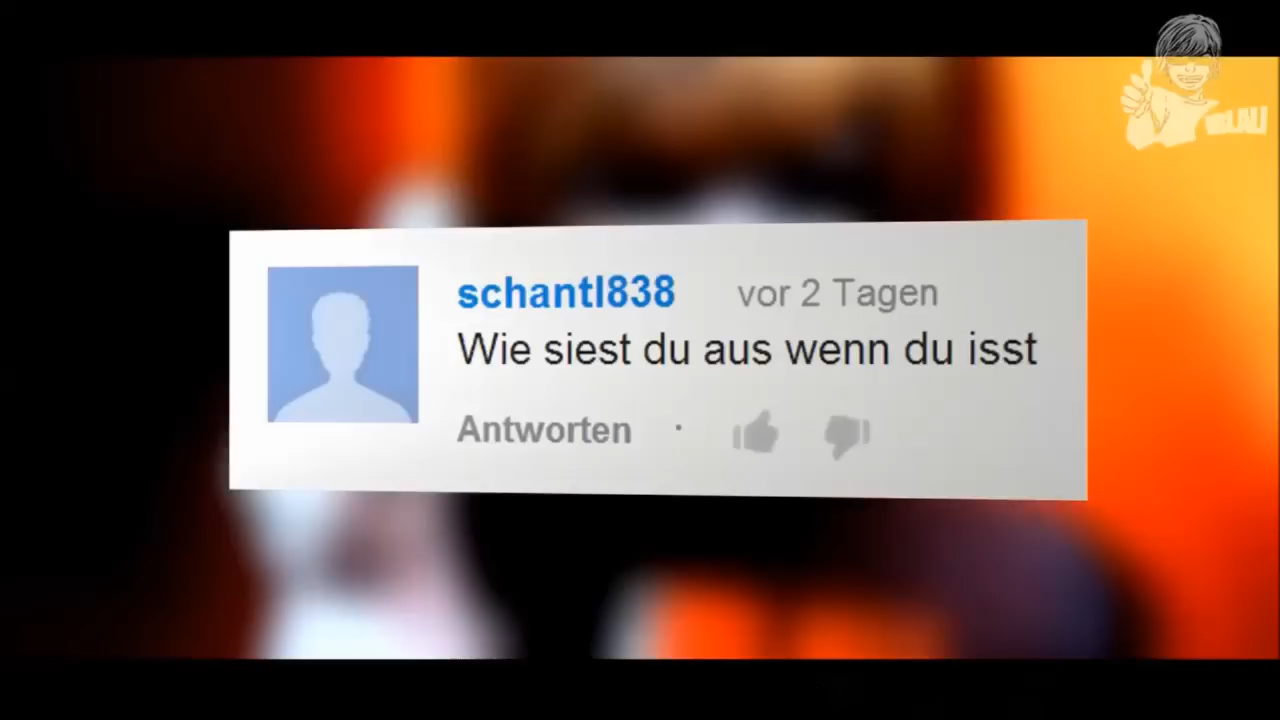 schantl838 vor 2 Tagen
Wie siest du aus wenn du isst
Antworten ·